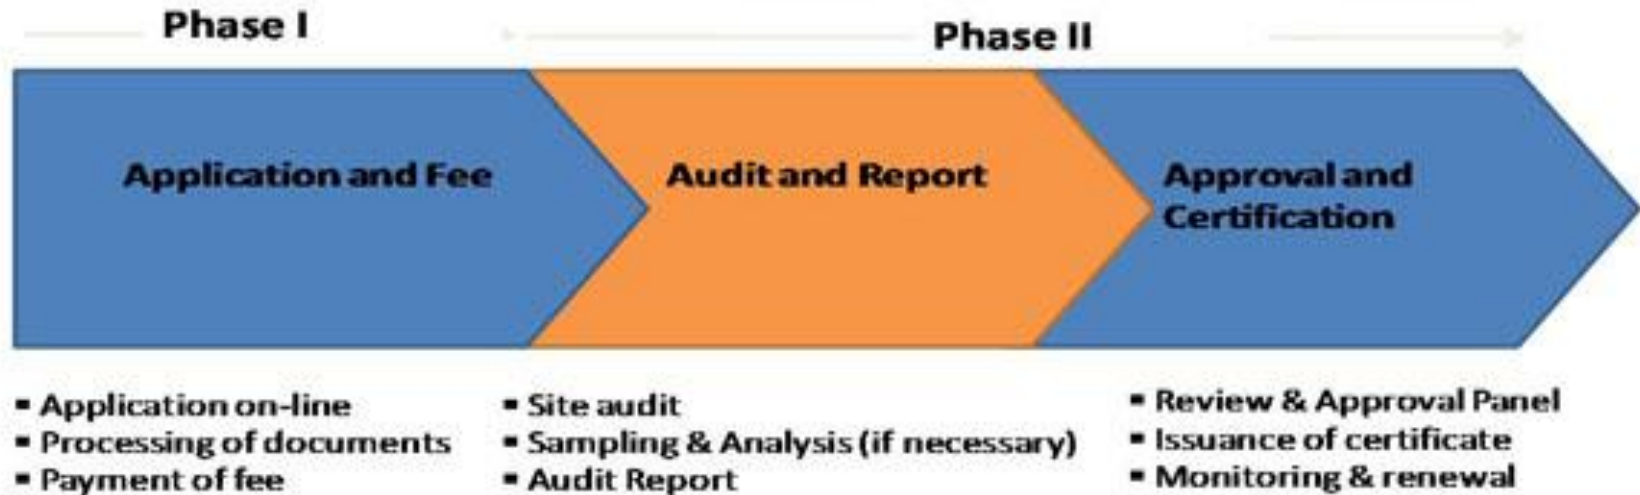 Phase I
Phase II
Application and Fee
Audit and Report
Approval and
Certification
▪ Application on-line
▪ Processing of documents
▪ Payment of fee
▪ Site audit
▪ Sampling & Analysis (if necessary)
▪ Audit Report
▪ Review & Approval Panel
▪ Issuance of certificate
▪ Monitoring & renewal